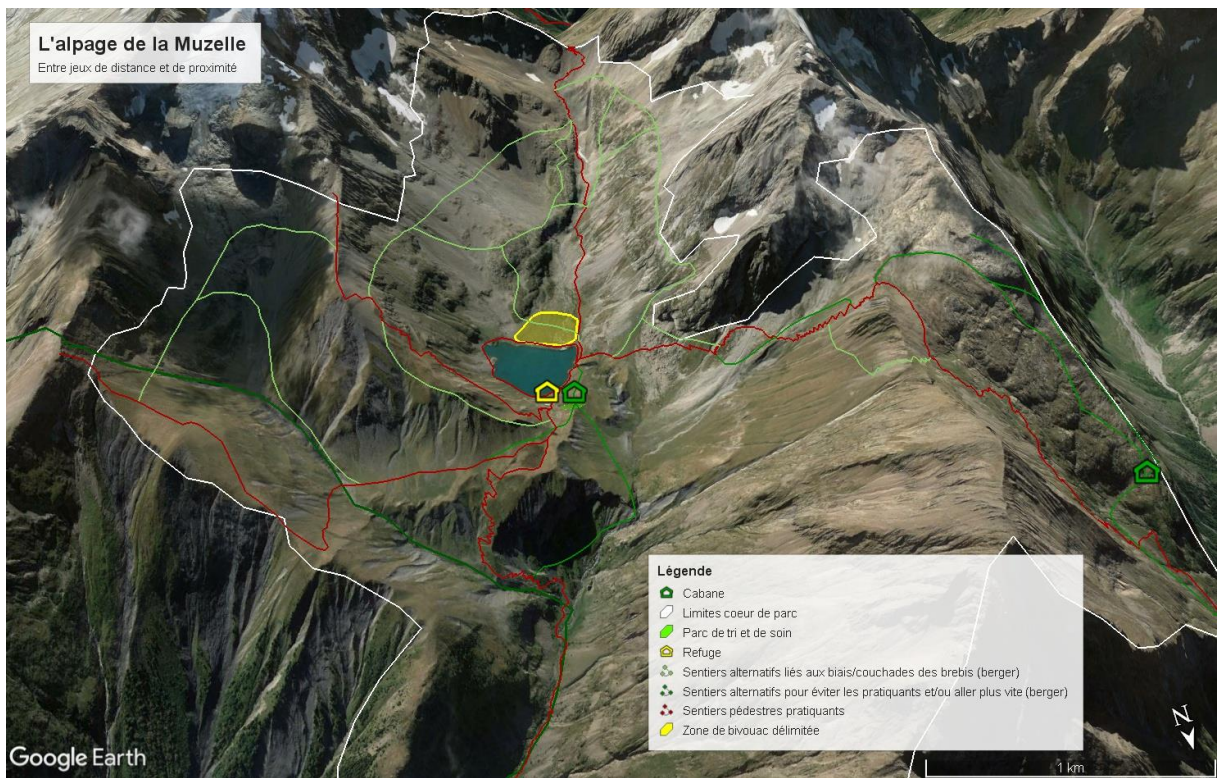 L'alpage de la Muzelle
Entre jeux de distance et de proximité
Légende
Cabane
Limites coeur de parc
Parc de tri et de soin
Refuge
Sentiers alternatifs liés aux biais/couchades des brebis (berger)
Sentiers alternatifs pour éviter les pratiquants et/ou aller plus vite (berger)
Sentiers pédestres pratiquants
Zone de bivouac délimitée
N
Google Earth
1 km